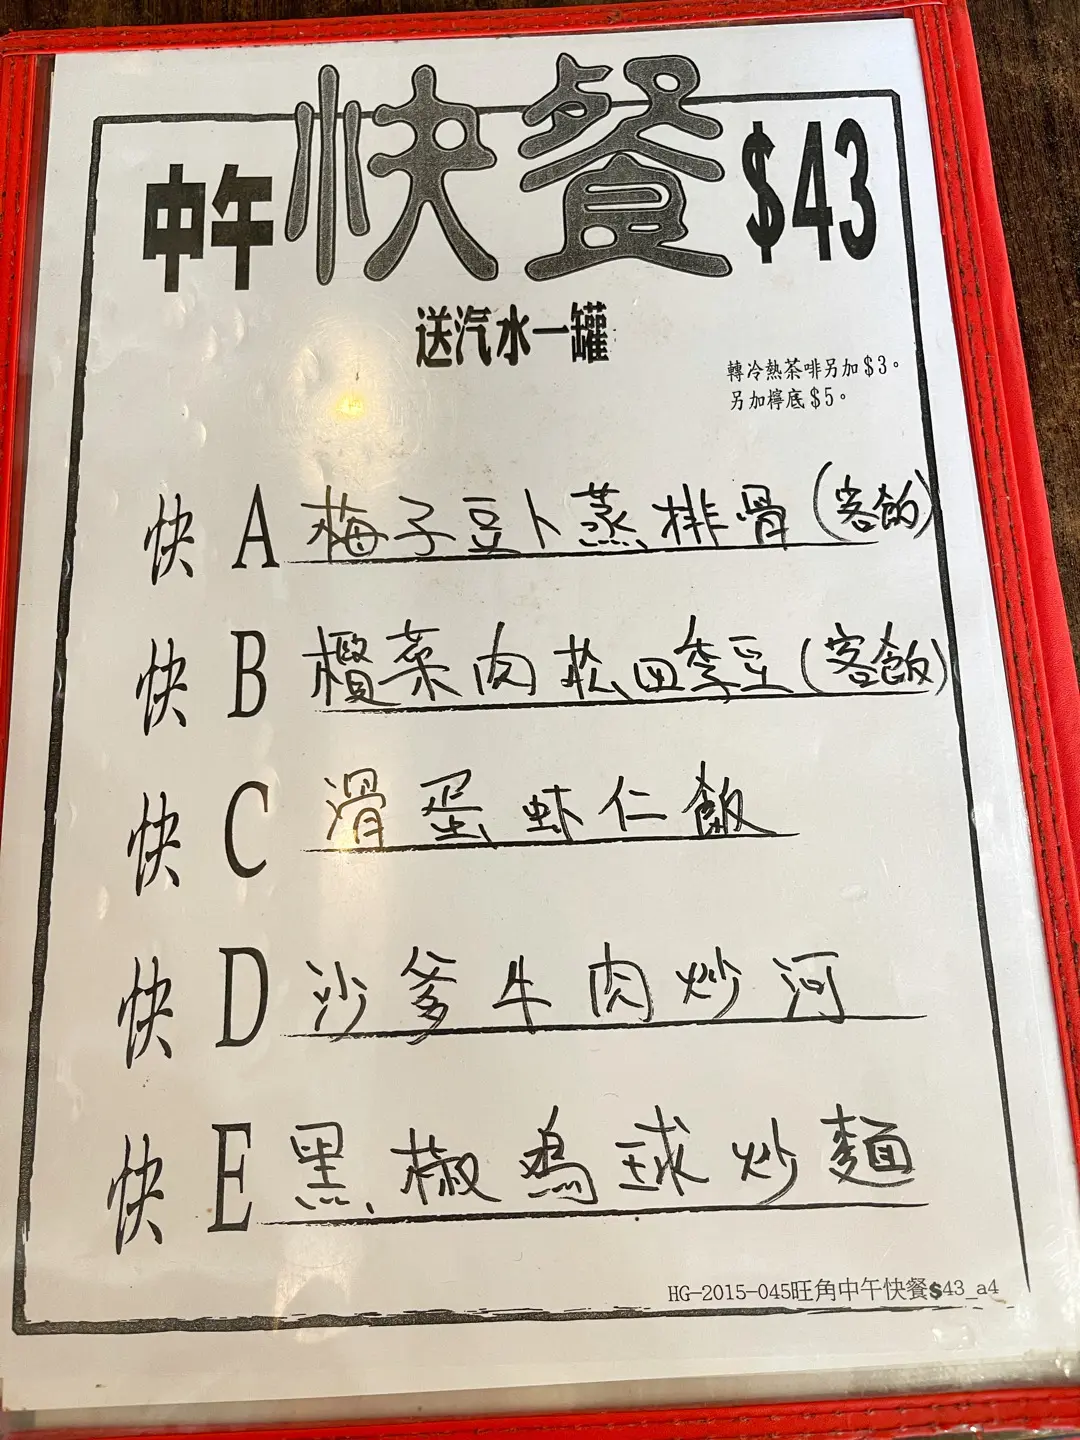 中午快餐 $43
送汽水一罐
轉冷熱茶啡另加$3。
另加檸底$5。
快 A 梅子豆卜蒸排骨(客飯)
快 B 欖菜肉崧四季豆(客飯)
快 C 滑蛋虾仁飯
快 D 沙爹牛肉炒河
快 E 黑椒鸡球炒麵
HG-2015-045旺角中午快餐$43_a4